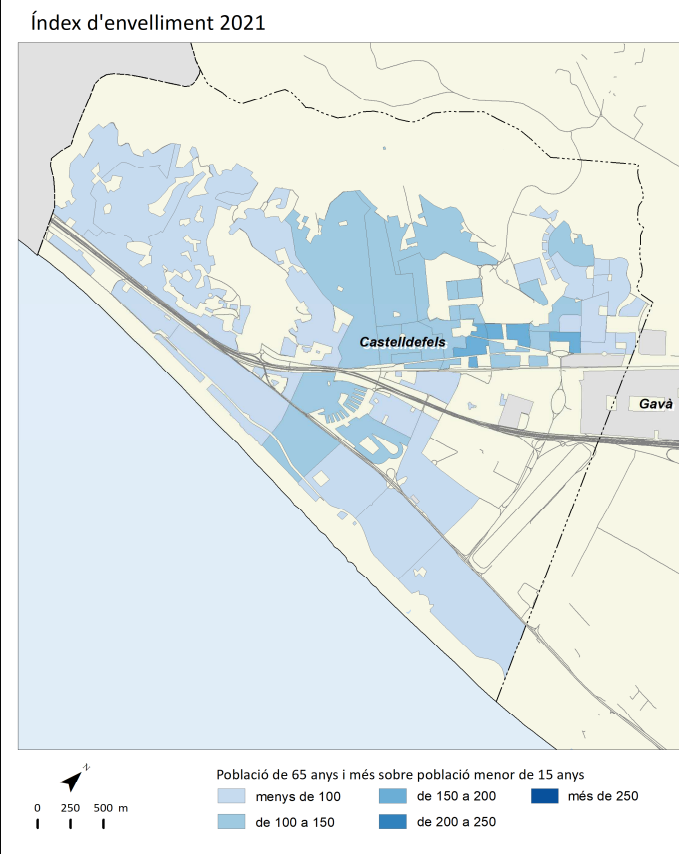 Índex d'envelliment 2021
Castelldefels
Gavà
N
0 250 500 m
Població de 65 anys i més sobre població menor de 15 anys
menys de 100
de 150 a 200
més de 250
de 100 a 150
de 200 a 250